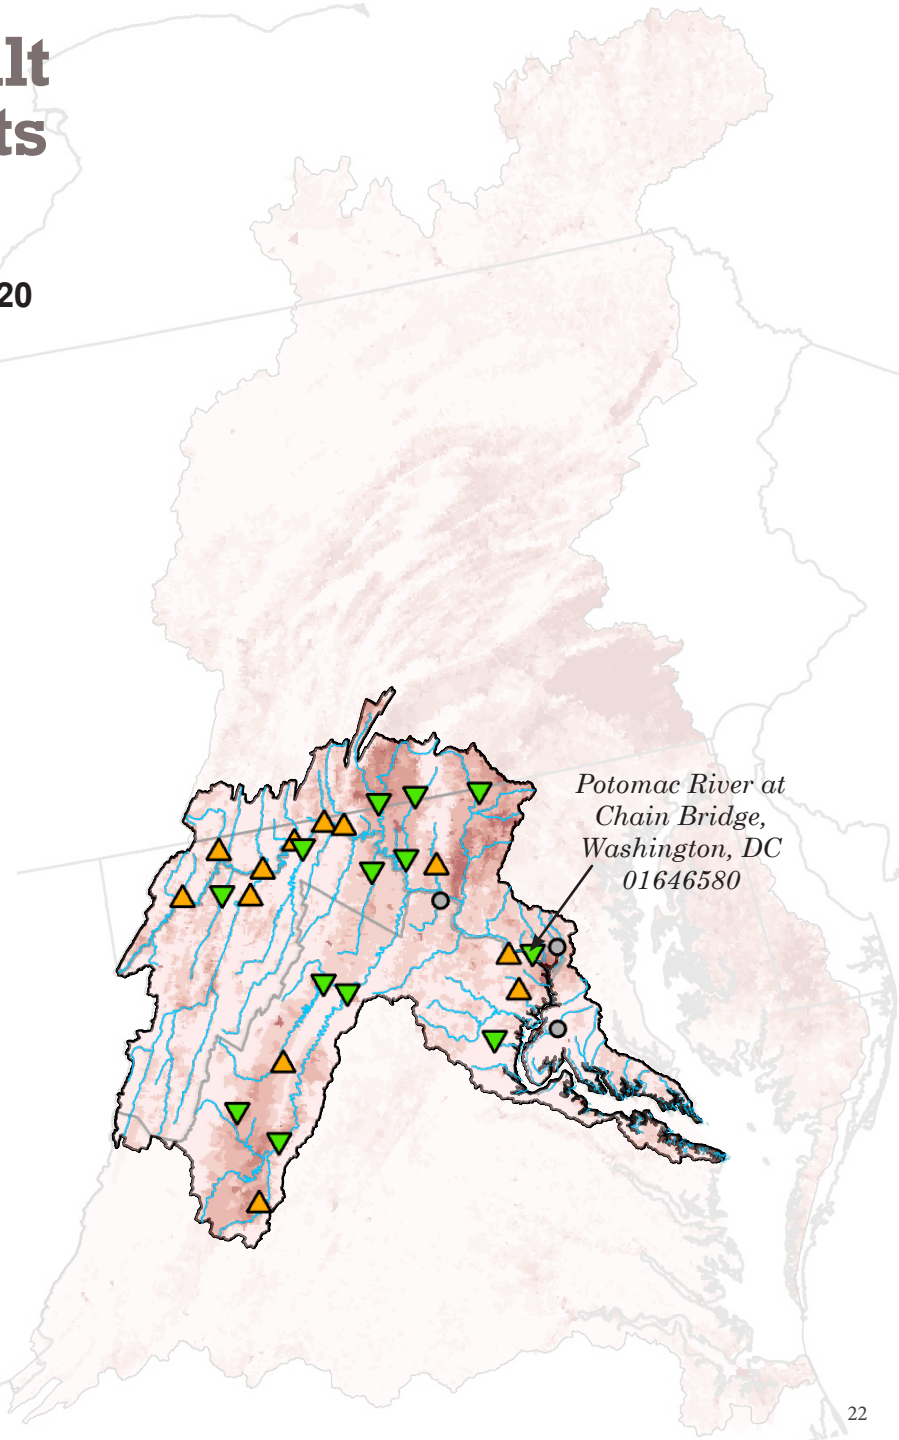 lt
ts
20
Potomac River at
Chain Bridge,
Washington, DC
01646580
22